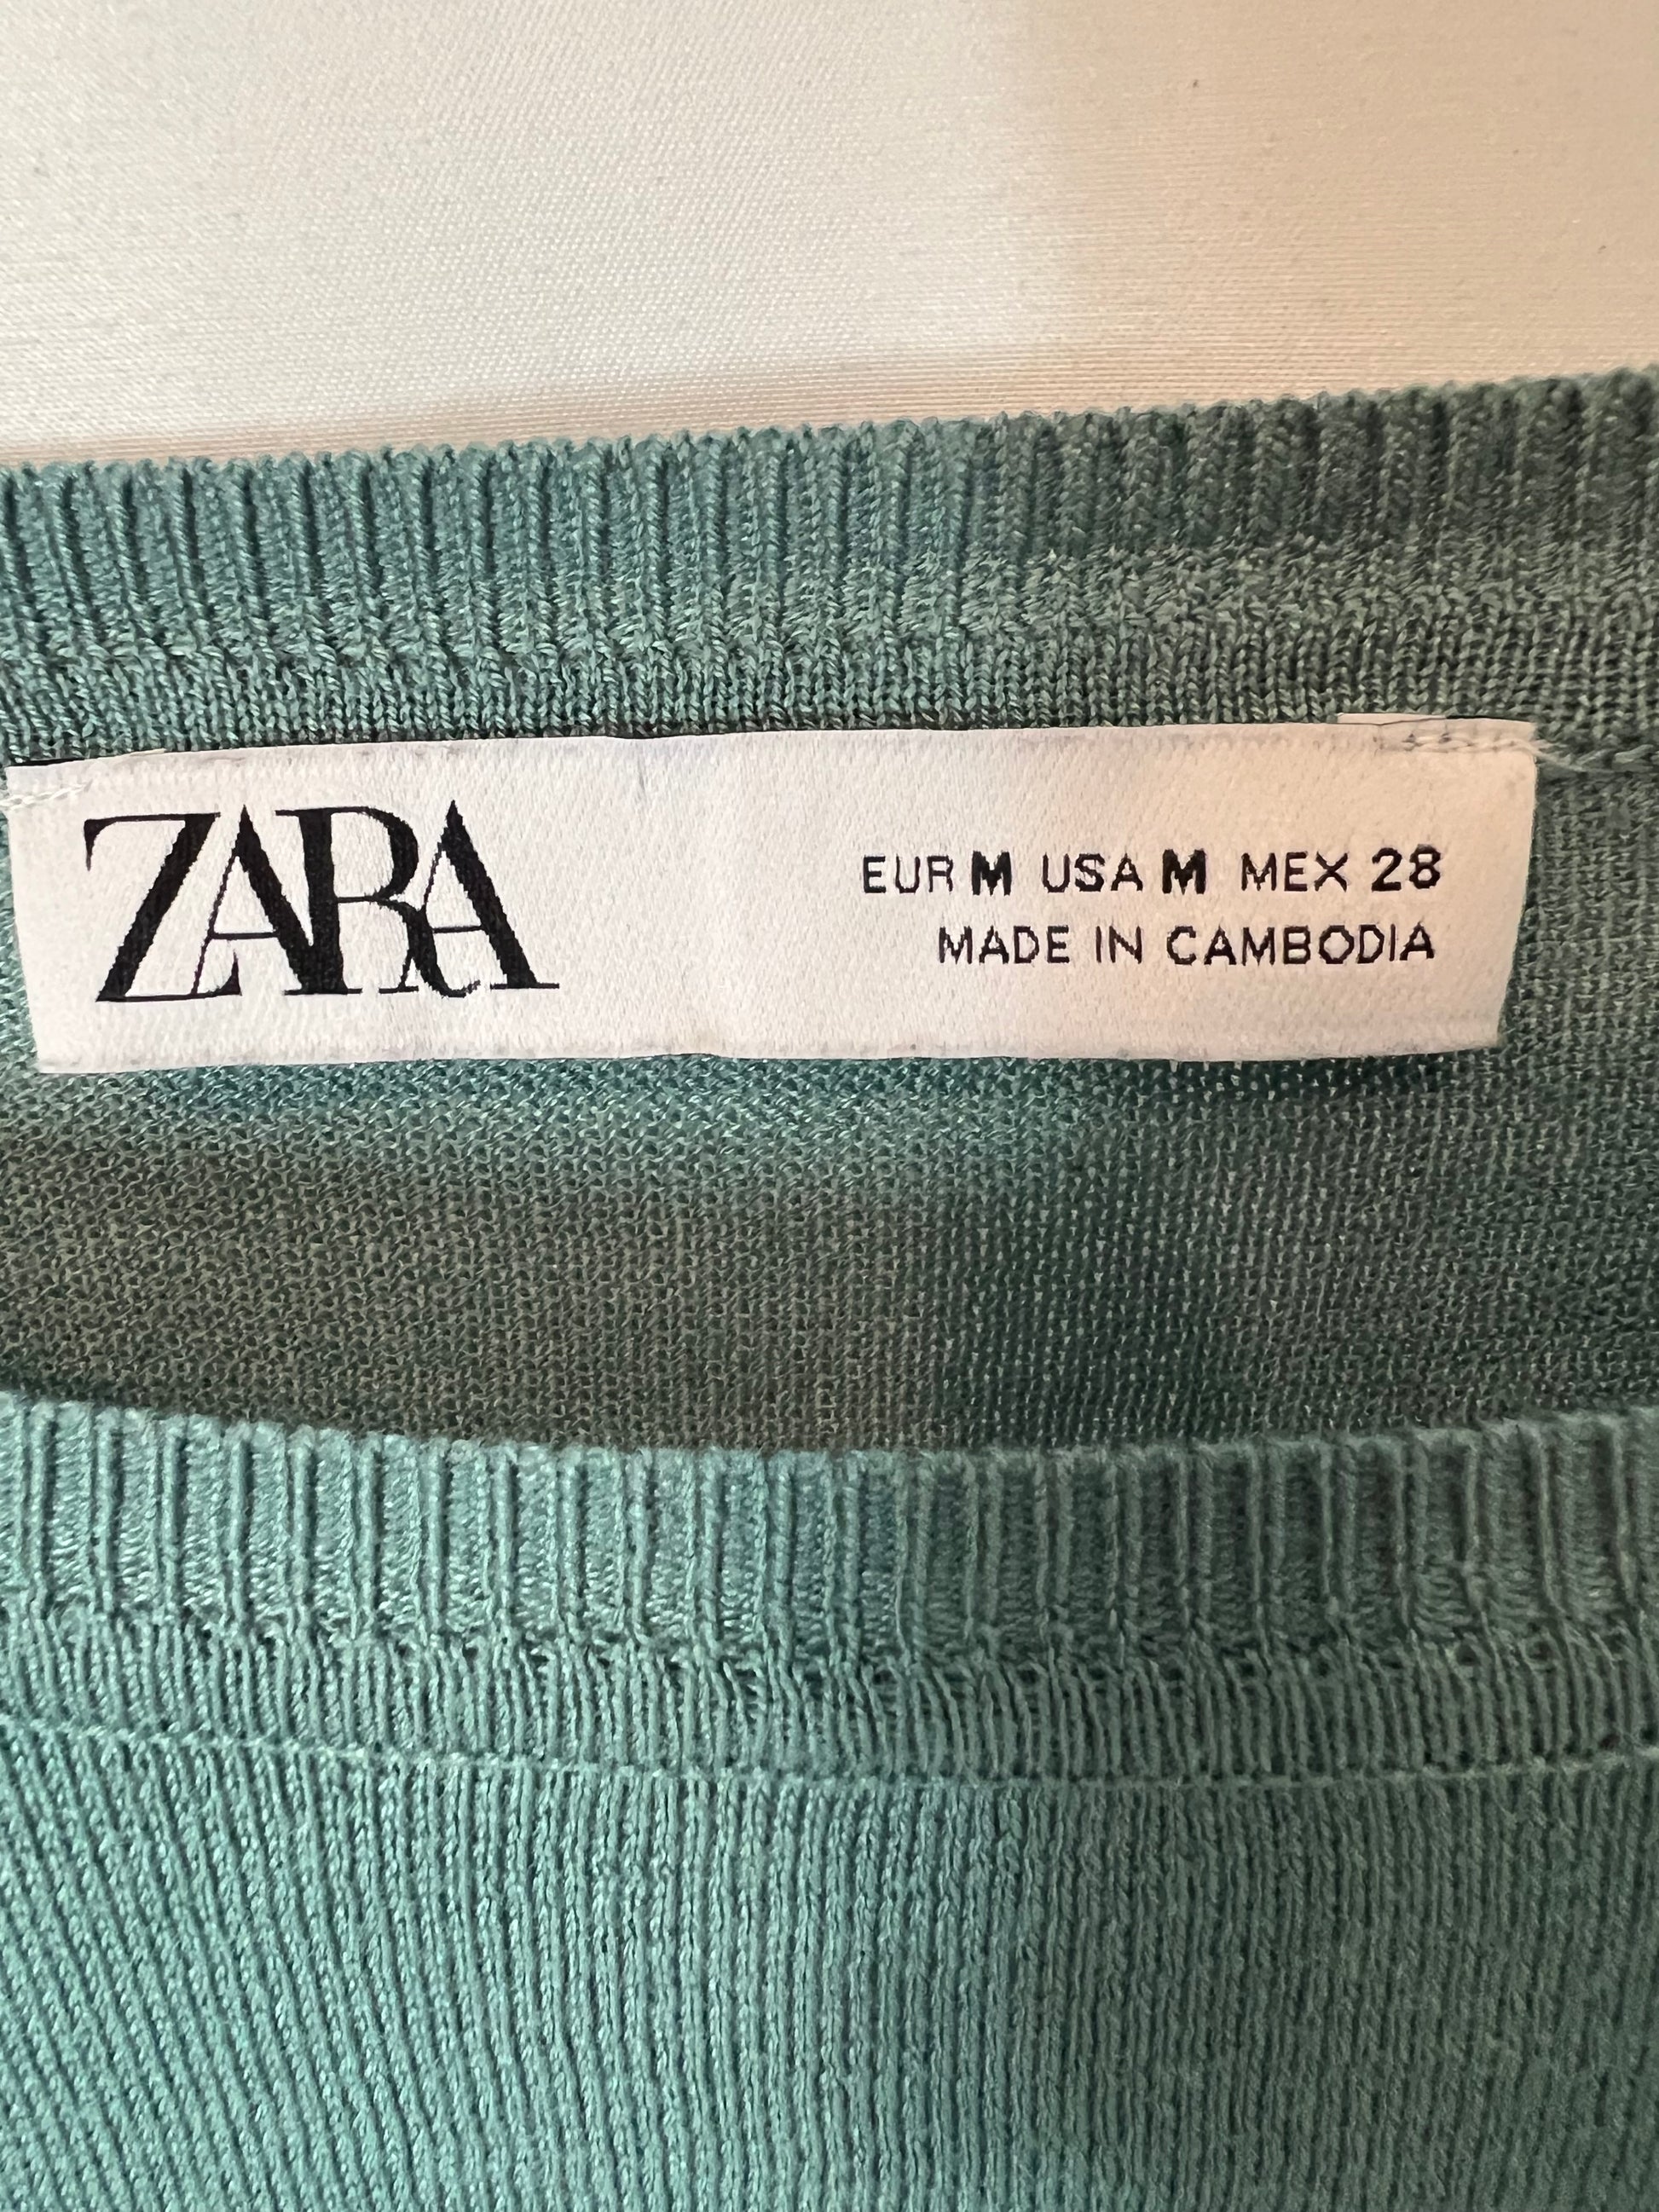 ZARA
EUR M USA M MEX 28
MADE IN CAMBODIA